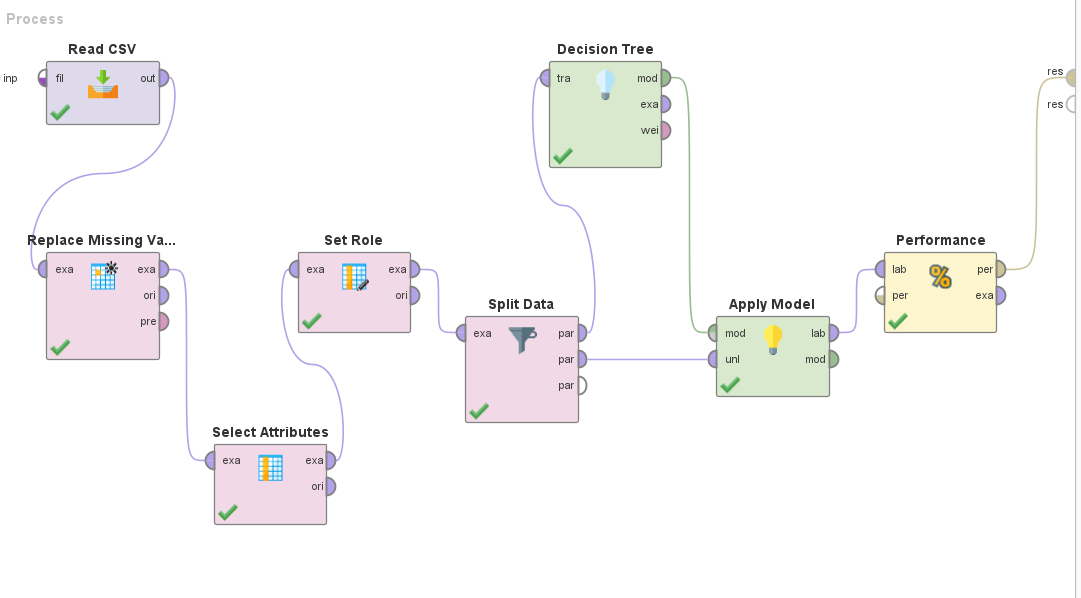 Process
Read CSV
inp
fil out
Decision Tree
tra mod
exa
wei
res
res
Replace Missing Va...
exa exa
ori
pre
Set Role
exa exa
ori
Split Data
exa par
par
par
Apply Model
mod lab
unl mod
Performance
lab per
per exa
%
Select Attributes
exa exa
ori